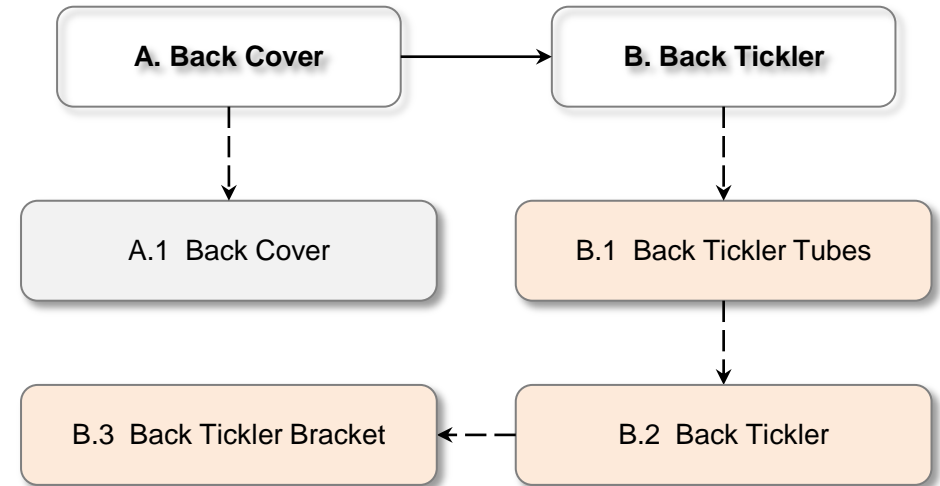 A. Back Cover
B. Back Tickler
A.1 Back Cover
B.1 Back Tickler Tubes
B.3 Back Tickler Bracket
B.2 Back Tickler